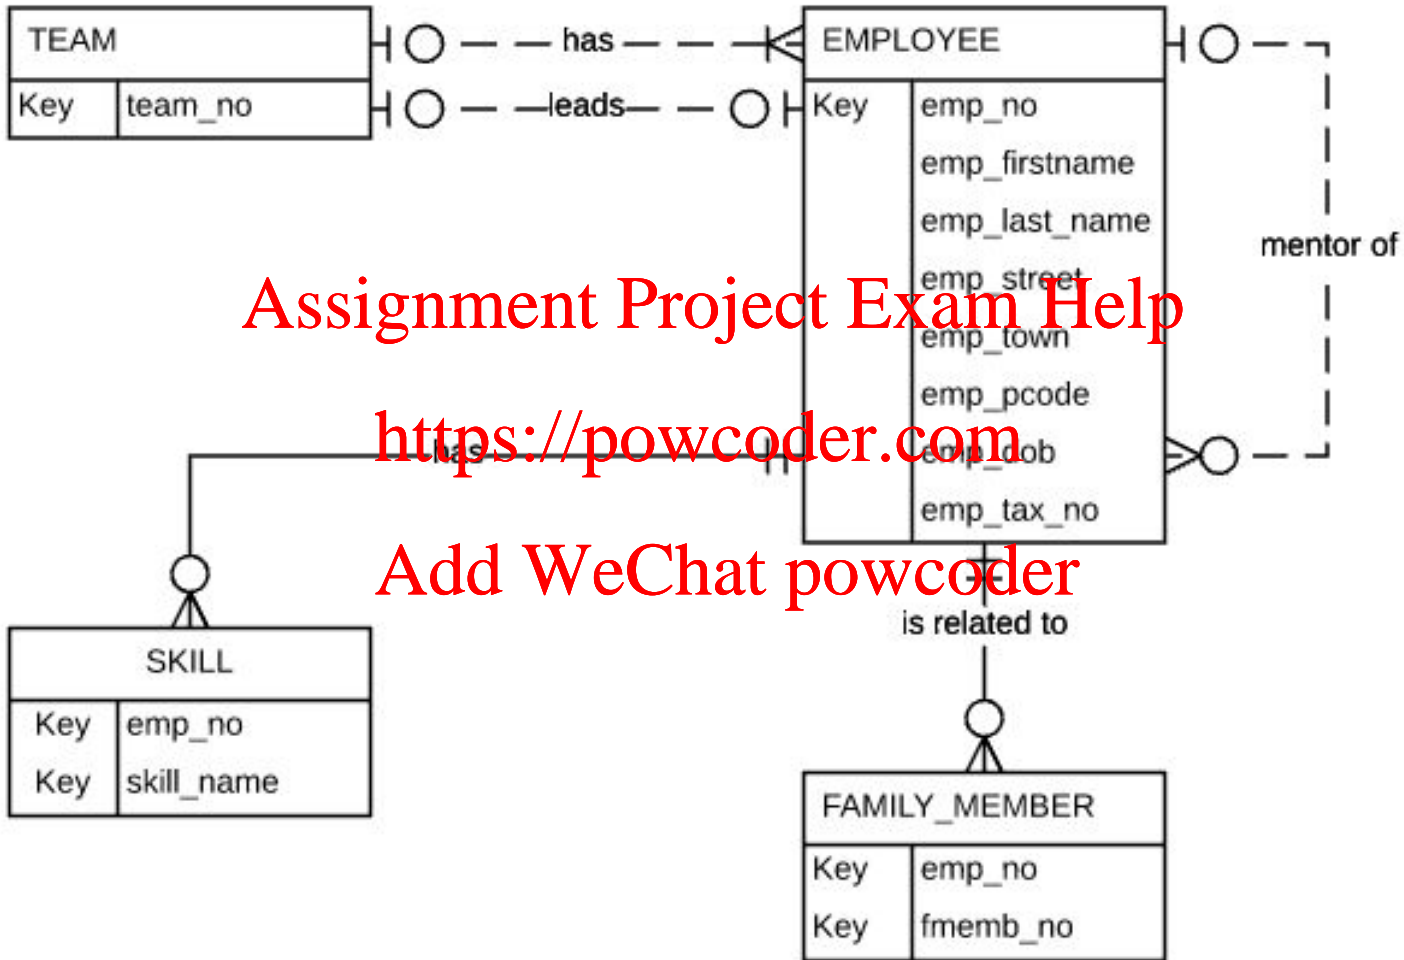 TEAM
Key team_no
has
leads
EMPLOYEE
Key emp_no
emp_firstname
emp_last_name
emp_street
emp_town
emp_pcode
emp_dob
emp_tax_no
mentor of
Assignment Project Exam Help
https://powcoder.com
Add WeChat powcoder
has
is related to
SKILL
Key emp_no
Key skill_name
FAMILY_MEMBER
Key emp_no
Key fmemb_no